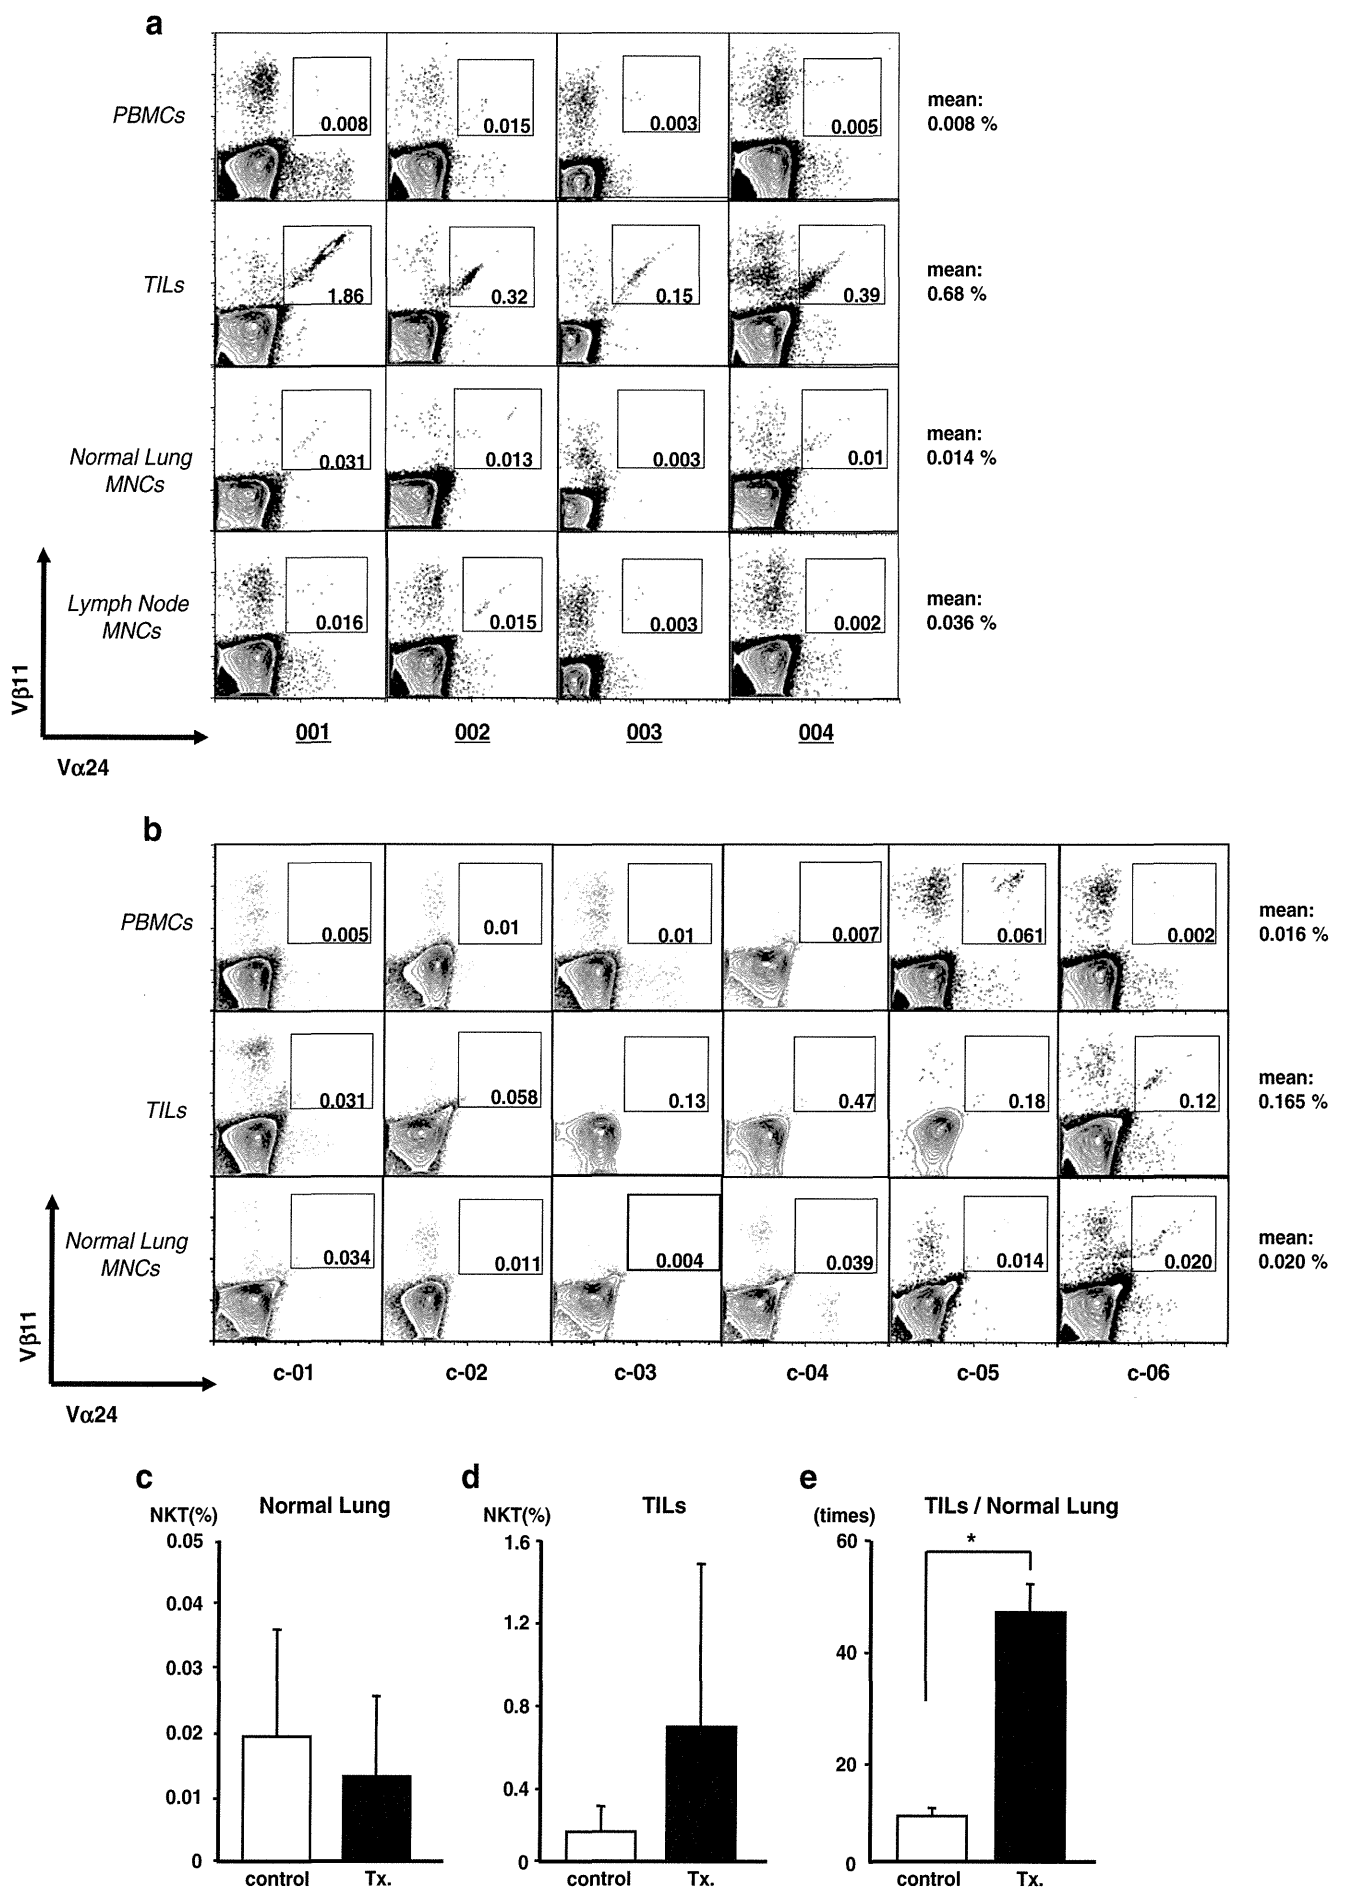 a
PBMCs
0.008
0.015
0.003
0.005
mean:
0.008 %
TILs
1.86
0.32
0.15
0.39
mean:
0.68 %
Normal Lung
MNCs
0.031
0.013
0.003
0.01
mean:
0.014 %
Lymph Node
MNCs
0.016
0.015
0.003
0.002
mean:
0.036 %
Vβ11
Vα24
001
002
003
004
b
PBMCs
0.005
0.01
0.01
0.007
0.061
0.002
mean:
0.016 %
TILs
0.031
0.058
0.13
0.47
0.18
0.12
mean:
0.165 %
Normal Lung
MNCs
0.034
0.011
0.004
0.039
0.014
0.020
mean:
0.020 %
Vβ11
Vα24
c-01
c-02
c-03
c-04
c-05
c-06
c
NKT(%)
Normal Lung
0.05
0.04
0.03
0.02
0.01
0
control
Tx.
d
NKT(%)
TILs
1.6
1.2
0.8
0.4
0
control
Tx.
e
(times)
TILs / Normal Lung
60
40
20
0
*
control
Tx.